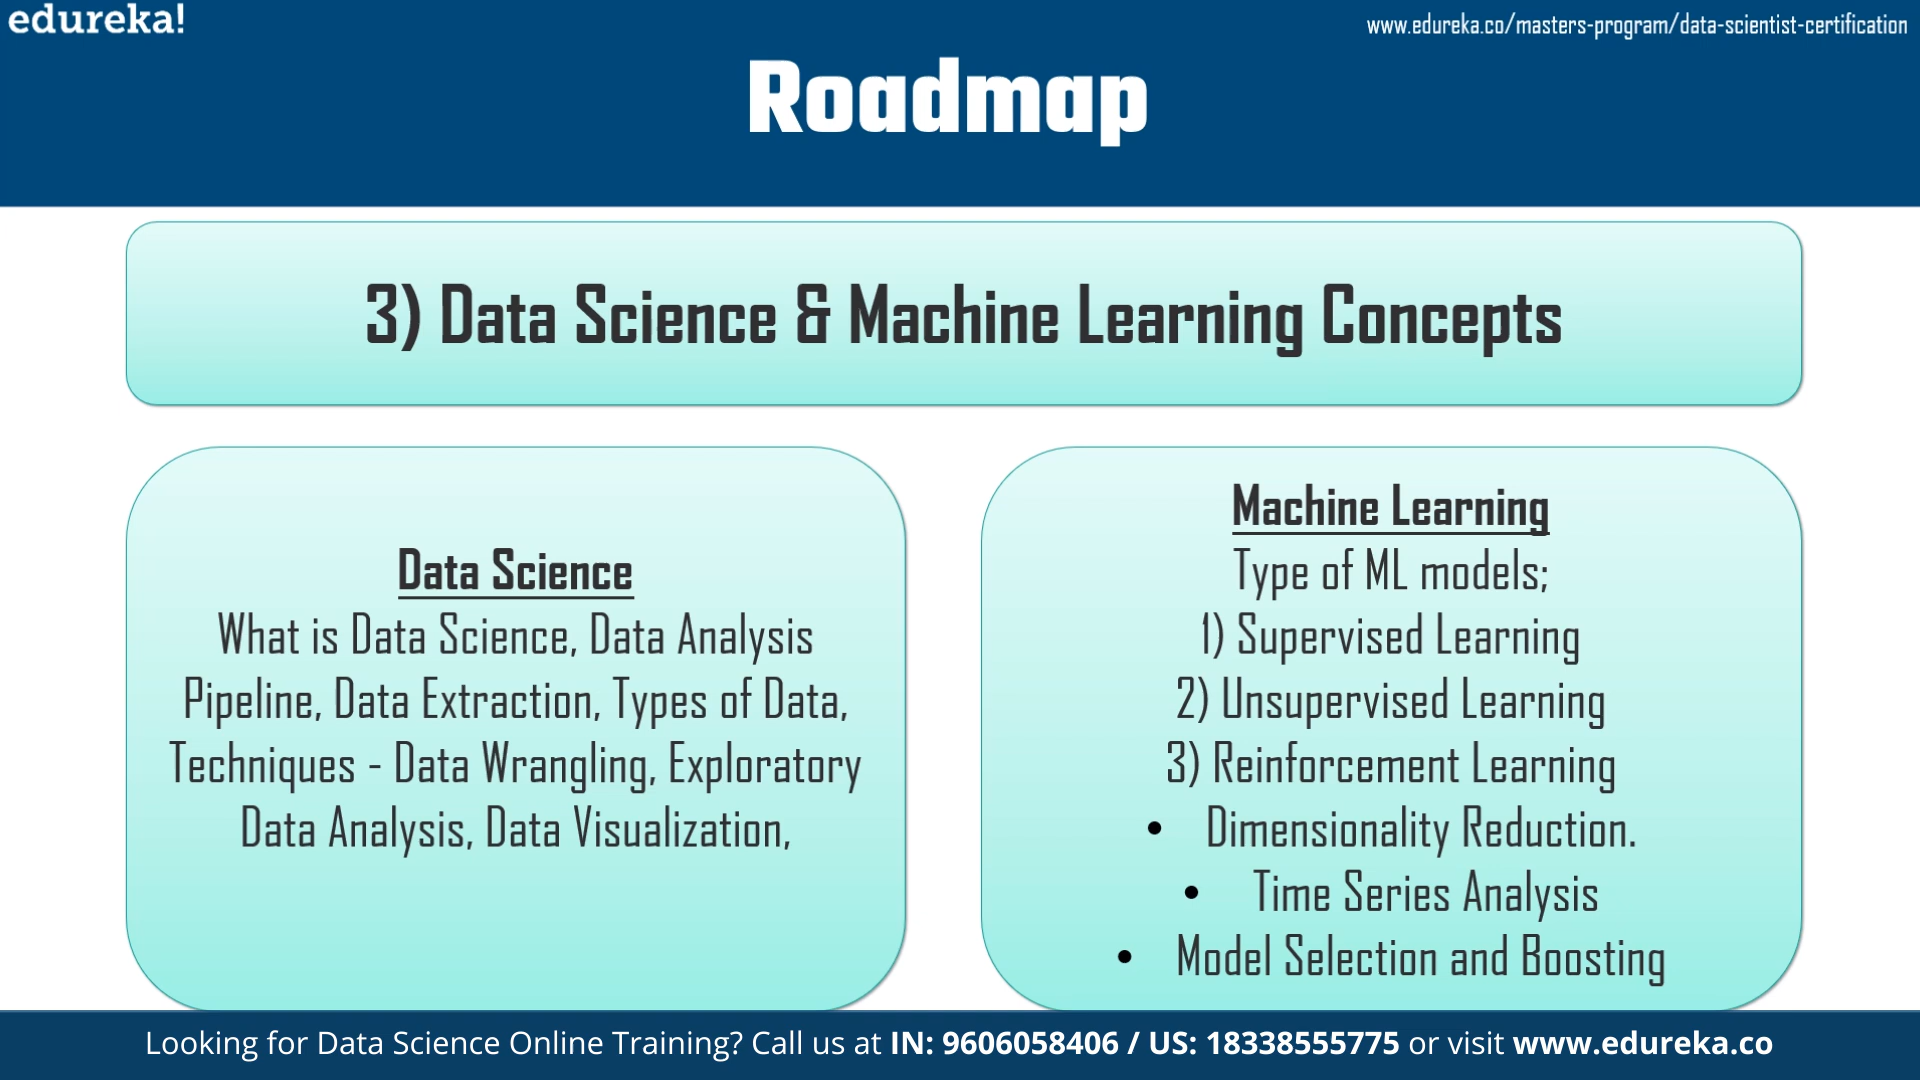 edureka!
www.edureka.co/masters-program/data-scientist-certification
Roadmap
3) Data Science & Machine Learning Concepts
Data Science
What is Data Science, Data Analysis
Pipeline, Data Extraction, Types of Data,
Techniques - Data Wrangling, Exploratory
Data Analysis, Data Visualization,
Machine Learning
Type of ML models;
1) Supervised Learning
2) Unsupervised Learning
3) Reinforcement Learning
• Dimensionality Reduction.
• Time Series Analysis
• Model Selection and Boosting
Looking for Data Science Online Training? Call us at IN: 9606058406 / US: 18338555775 or visit www.edureka.co